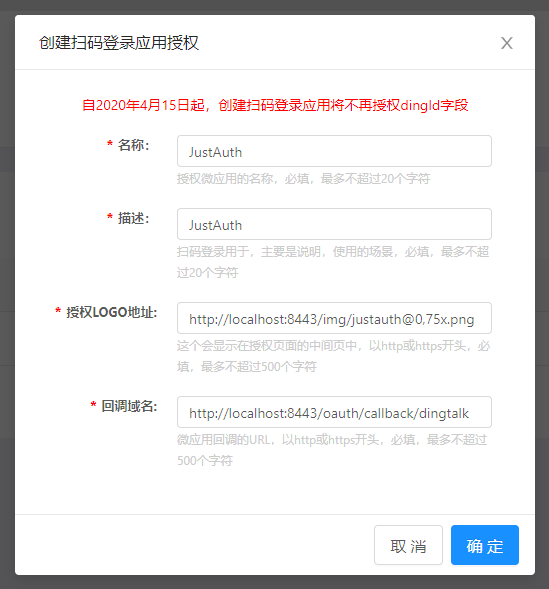 创建扫码登录应用授权
自2020年4月15日起，创建扫码登录应用将不再授权dingId字段
* 名称：
JustAuth
授权微应用的名称，必填，最多不超过20个字符
* 描述：
JustAuth
扫码登录用于，主要是说明，使用的场景，必填，最多不超
过20个字符
* 授权LOGO地址:
http://localhost:8443/img/justauth@0,75x.png
这个会显示在授权页面的中间页中，以http或https开头，必
填，最多不超过500个字符
* 回调域名:
http://localhost:8443/oauth/callback/dingtalk
微应用回调的URL，以http或https开头，必填，最多不超过
500个字符
取 消
确 定